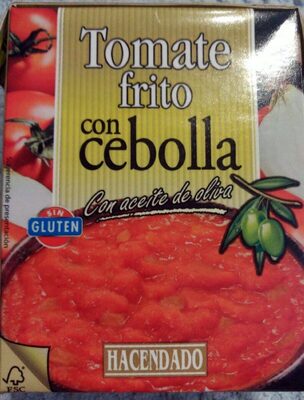 Tomate
frito
con
cebolla
Con aceite de oliva
SIN
GLUTEN
Sugerencia de presentación
HACENDADO
FSC